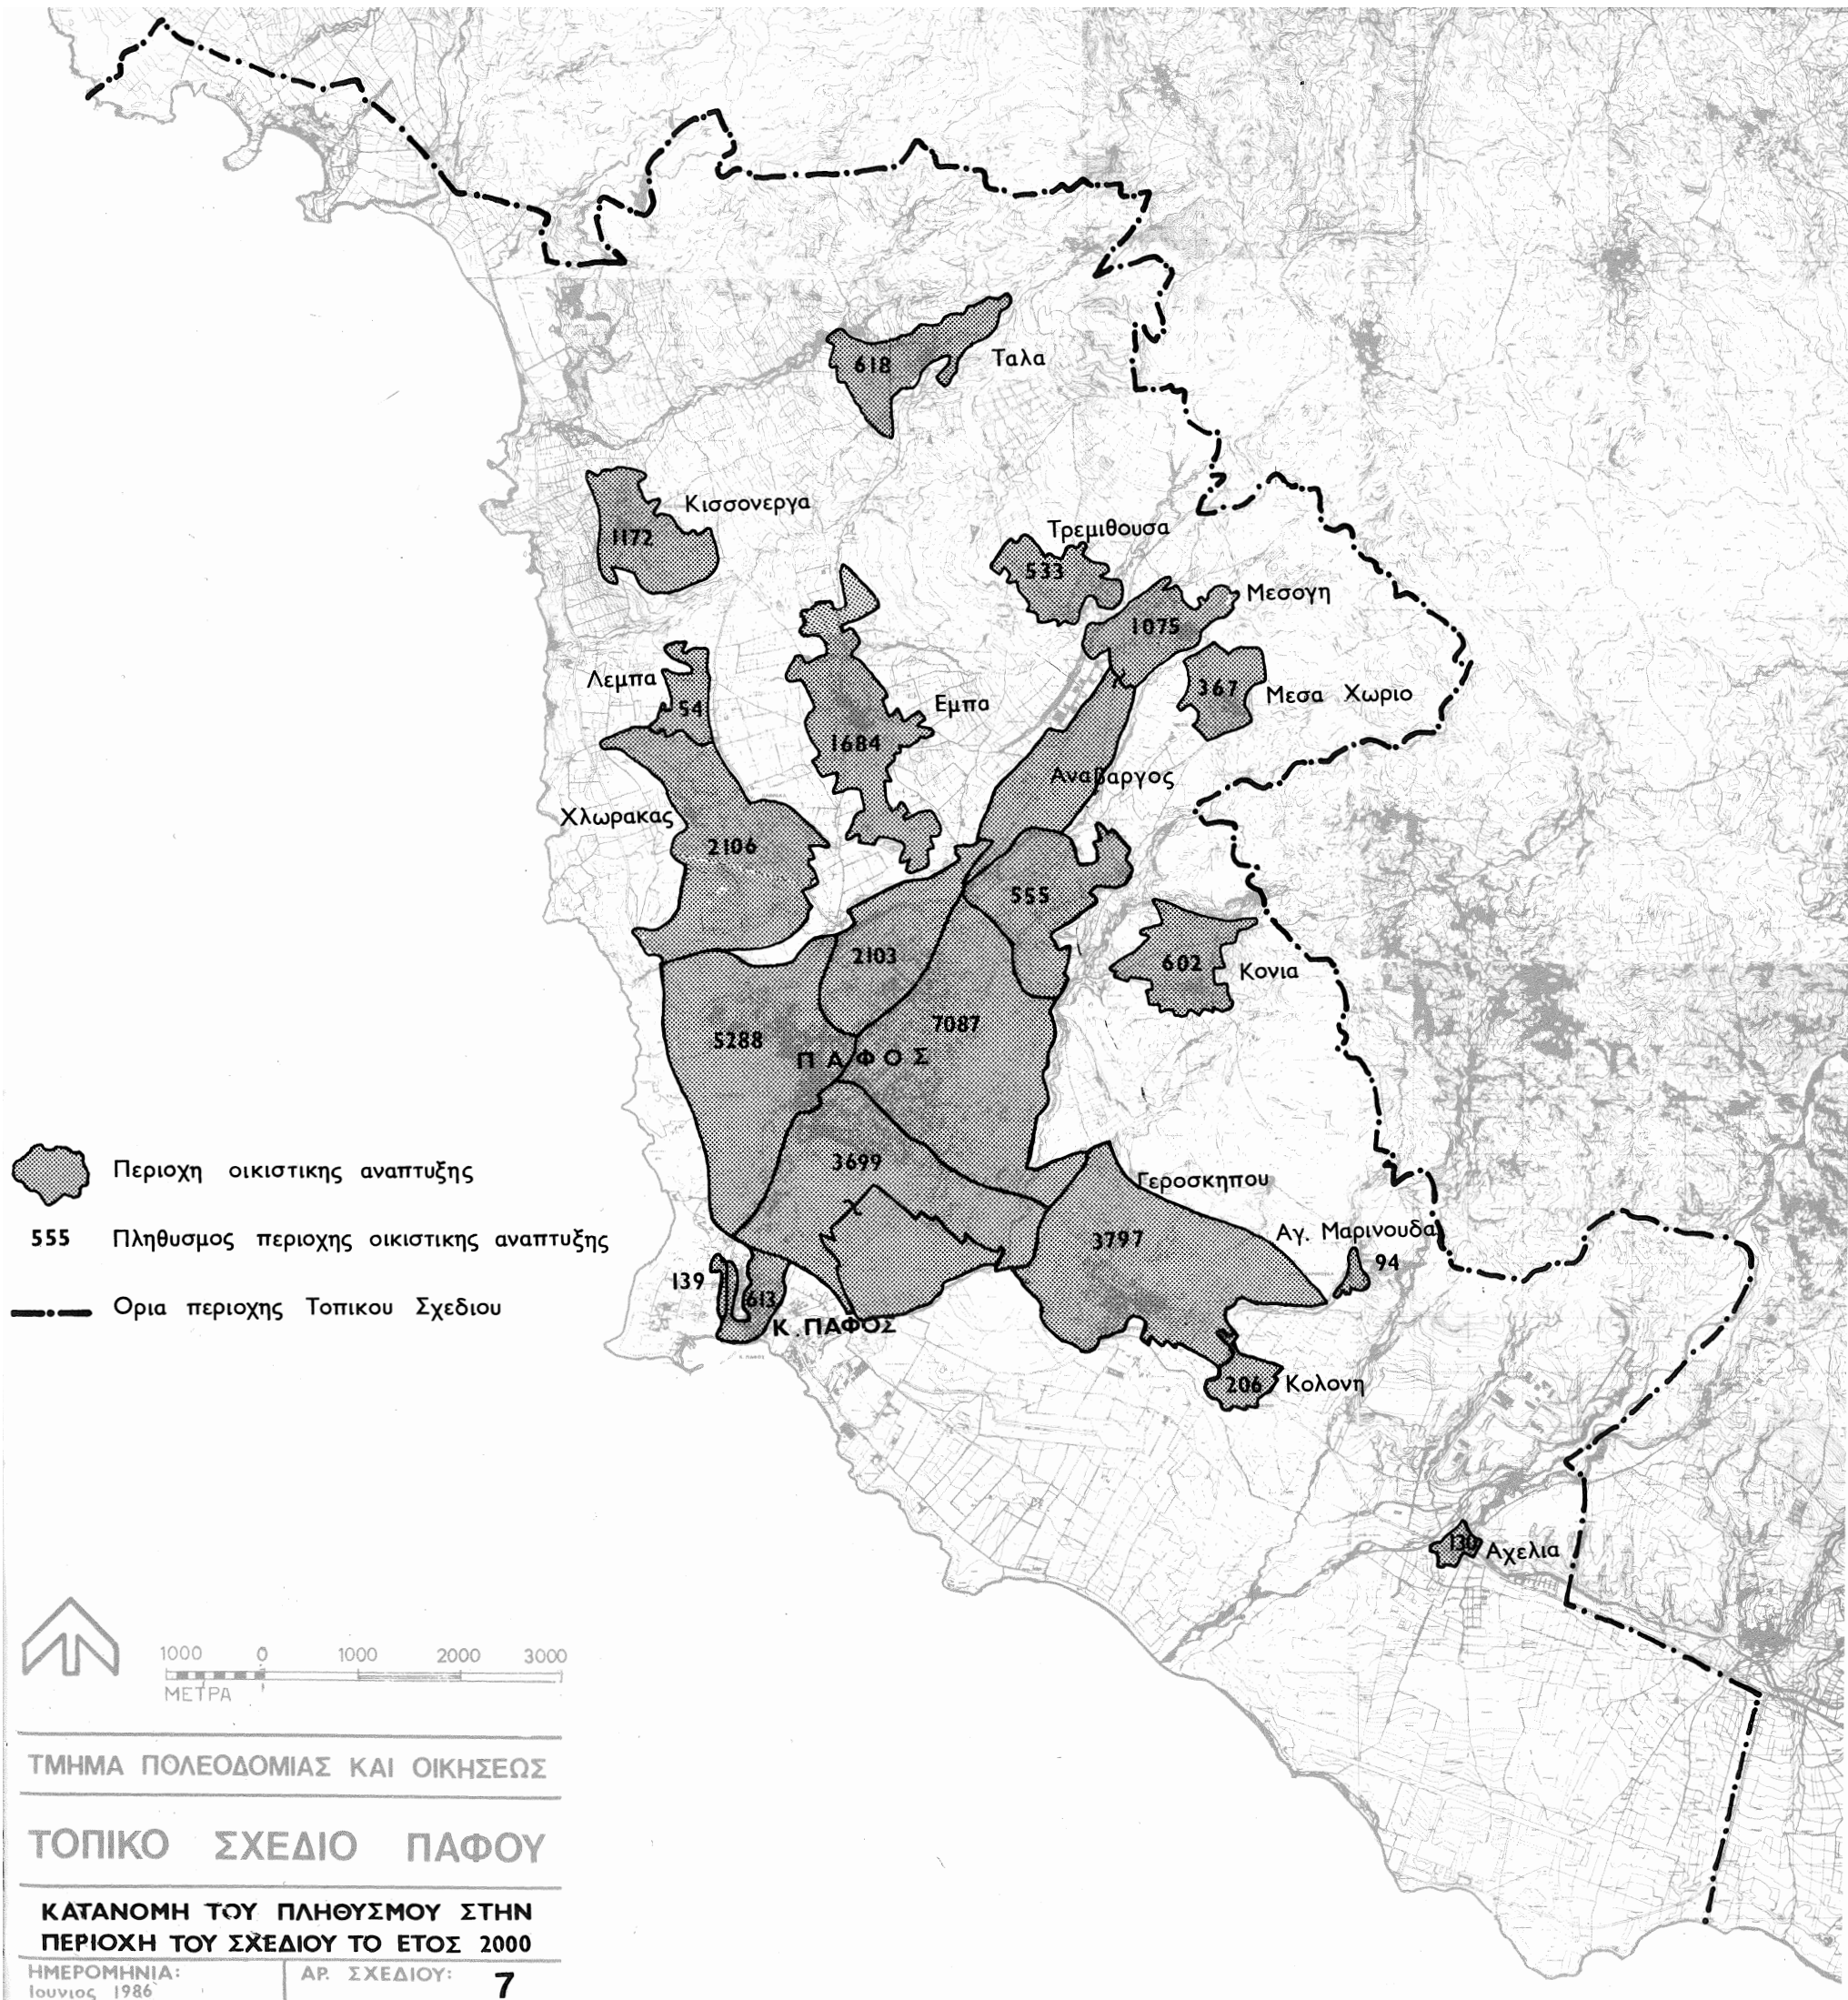 618
Ταλα
Κισσονεργα
1172
Τρεμιθουσα
533
Μεσογη
1075
Λεμπα
54
367
Μεσα Χωριο
Εμπα
1684
Αναβαργος
Χλωρακας
2106
555
2103
602
Κονια
7087
5288
ΠΑΦΟΣ
3699
Γεροσκηπου
3797
Αγ. Μαρινουδα
94
139
613
Κ. ΠΑΦΟΣ
206
Κολονη
Αχελια
Περιοχη οικιστικης αναπτυξης
555 Πληθυσμος περιοχης οικιστικης αναπτυξης
Ορια περιοχης Τοπικου Σχεδιου
1000 0 1000 2000 3000
ΜΕΤΡΑ
ΤΜΗΜΑ ΠΟΛΕΟΔΟΜΙΑΣ ΚΑΙ ΟΙΚΗΣΕΩΣ
ΤΟΠΙΚΟ ΣΧΕΔΙΟ ΠΑΦΟΥ
ΚΑΤΑΝΟΜΗ ΤΟΥ ΠΛΗΘΥΣΜΟΥ ΣΤΗΝ
ΠΕΡΙΟΧΗ ΤΟΥ ΣΧΕΔΙΟΥ ΤΟ ΕΤΟΣ 2000
ΗΜΕΡΟΜΗΝΙΑ:
Ιουνιος 1986
ΑΡ. ΣΧΕΔΙΟΥ: 7